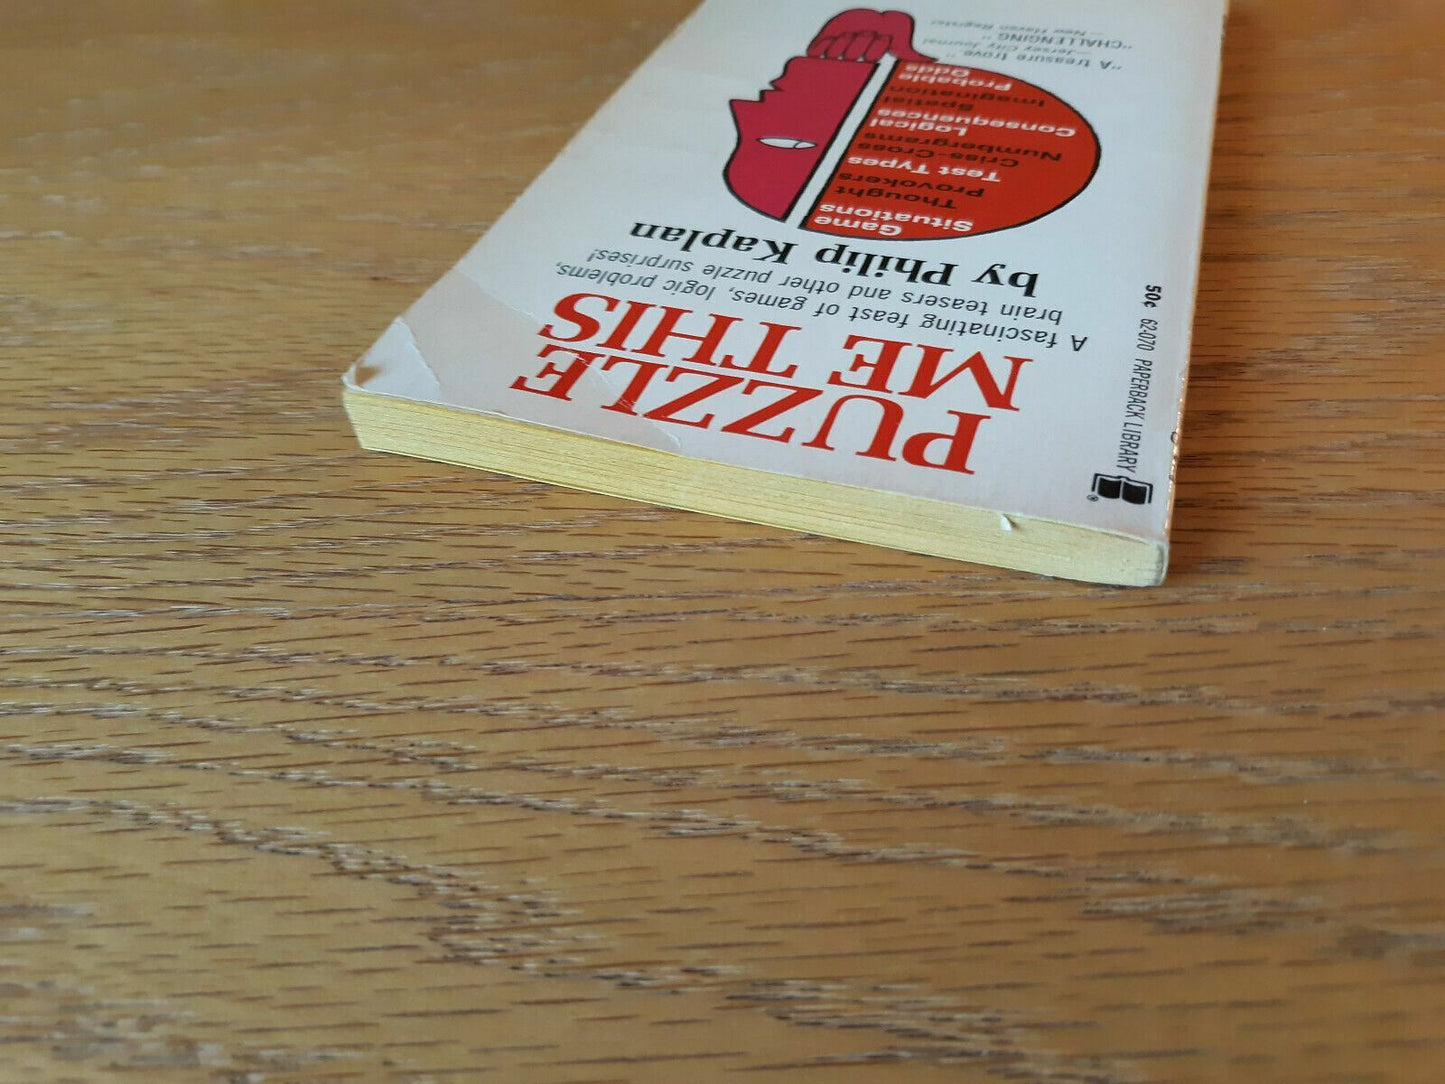 50¢ 62-070 PAPERBACK LIBRARY
®
PUZZLE
ME THIS
A fascinating feast of games, logic problems,
brain teasers and other puzzle surprises!
by Philip Kaplan
Game
Situations
Thought
Provokers
Test Types
Criss-Cross
Numbergrams
Logical
Consequences
Spatial
Imagination
Probable
Odds
"A treasure trove."
—Jersey City Journal
"CHALLENGING."
—New Haven Register